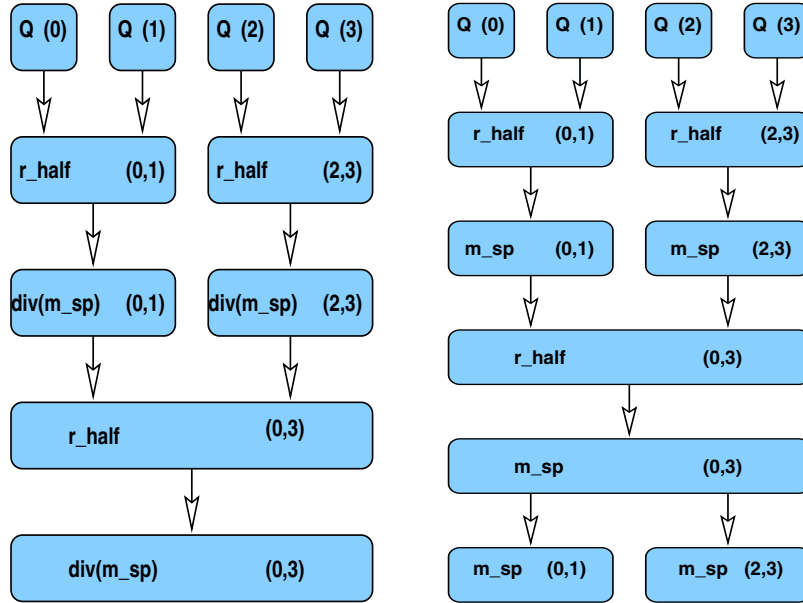 Q (0) Q (1) Q (2) Q (3)
r_half (0,1) r_half (2,3)
div(m_sp) (0,1) div(m_sp) (2,3)
r_half (0,3)
div(m_sp) (0,3)
Q (0) Q (1) Q (2) Q (3)
r_half (0,1) r_half (2,3)
m_sp (0,1) m_sp (2,3)
r_half (0,3)
m_sp (0,3)
m_sp (0,1) m_sp (2,3)